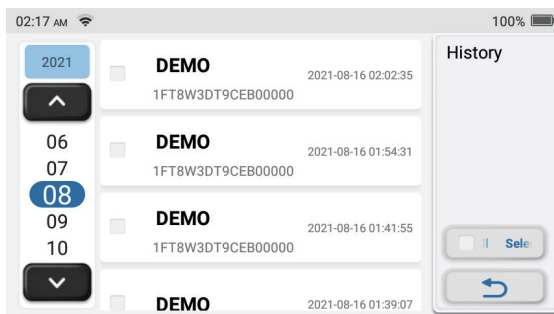 02:17 AM
100%
2021
06
07
08
09
10
DEMO
2021-08-16 02:02:35
1FT8W3DT9CEB00000
DEMO
2021-08-16 01:54:31
1FT8W3DT9CEB00000
DEMO
2021-08-16 01:41:55
1FT8W3DT9CEB00000
DEMO
2021-08-16 01:39:07
History
ll Sele